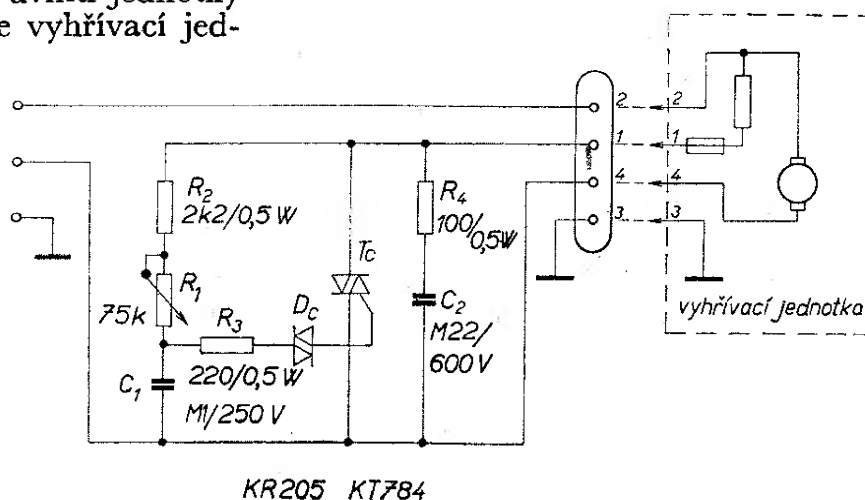 avinu jednotky
e vyhřívací jed-
2
2
1
1
4
4
3
3
R2
2k2/0,5 W
R4
100/
0,5W
Tc
R1
75k
R3
Dc
220/0,5 W
C1
M1/250 V
C2
M22/
600 V
vyhřívací jednotka
KR205 KT784